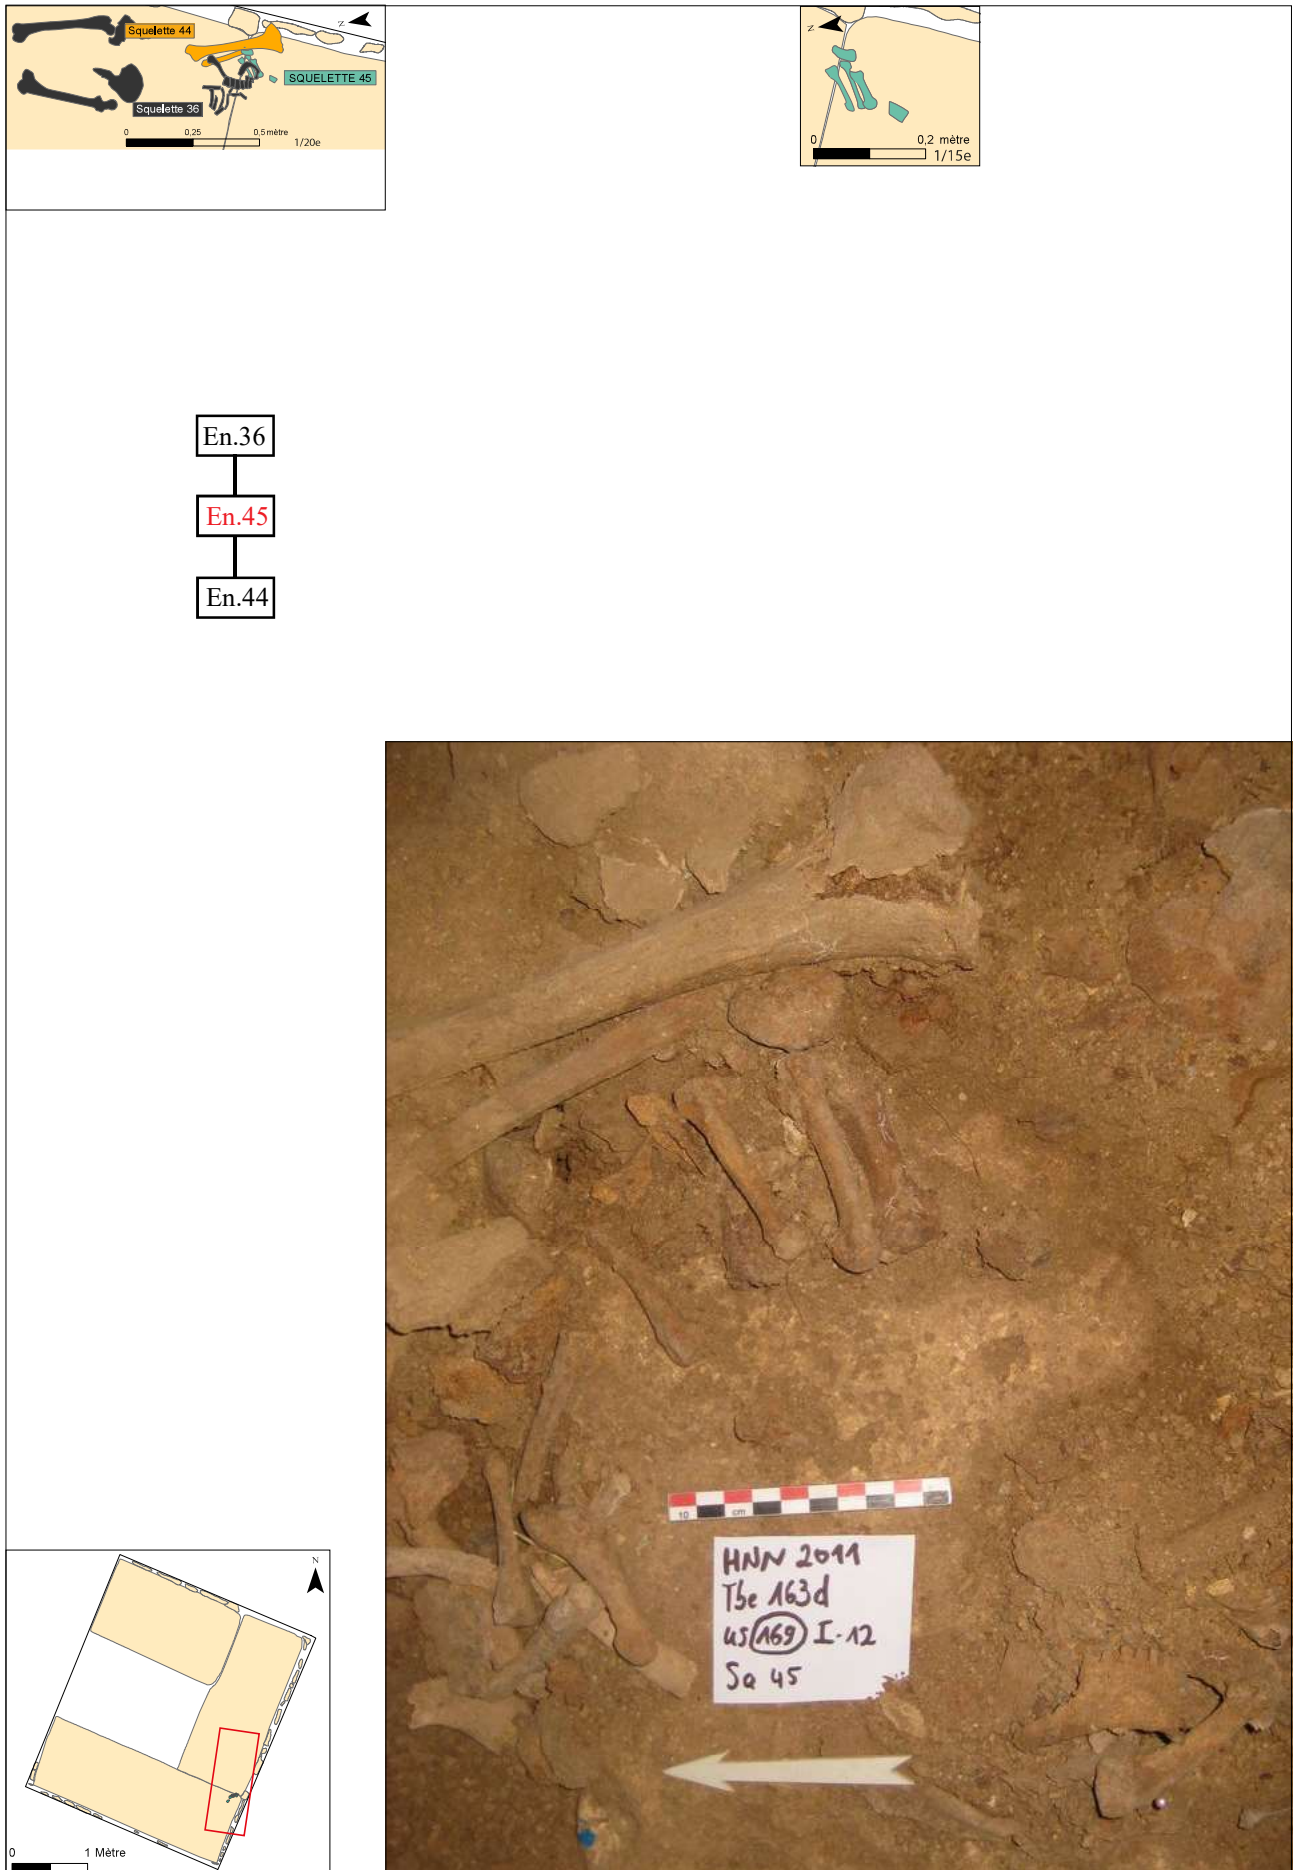 Squelette 44
N
SQUELETTE 45
Squelette 36
0 0,25 0,5 mètre
1/20e
N
0 0,2 mètre
1/15e
En.36
En.45
En.44
10 cm
HNN 2011
Tbe 163d
US 169 I-12
Sq 45
N
0 1 Mètre